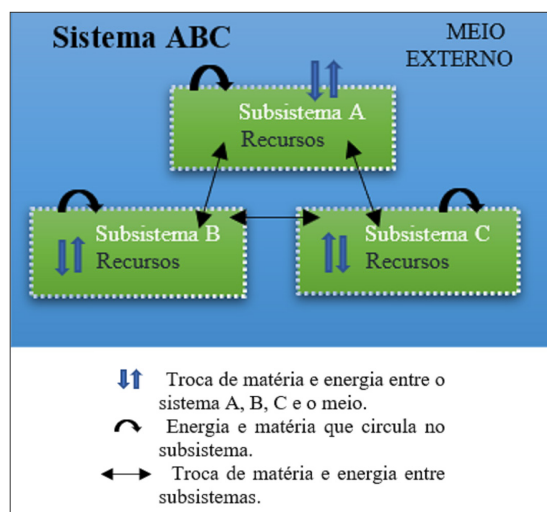 Sistema ABC
MEIO
EXTERNO
Subsistema A
Recursos
Subsistema B
Recursos
Subsistema C
Recursos
Troca de matéria e energia entre o
sistema A, B, C e o meio.
Energia e matéria que circula no
subsistema.
Troca de matéria e energia entre
subsistemas.